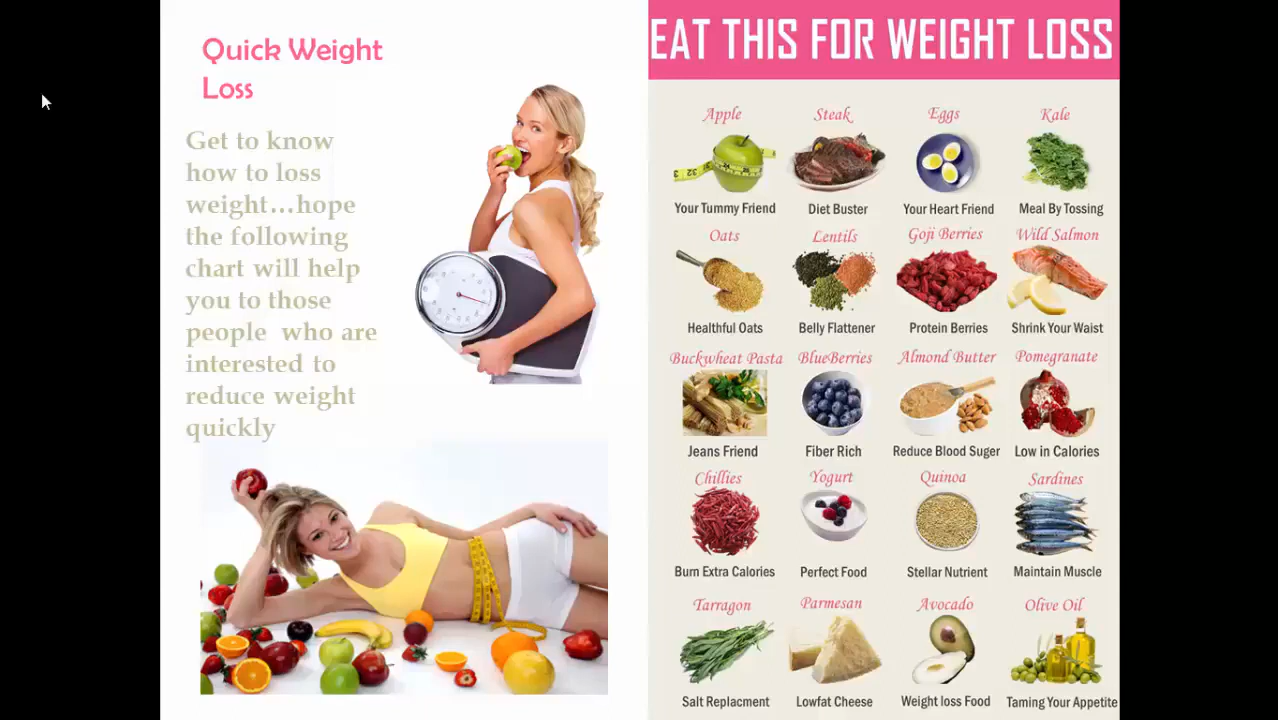 Quick Weight
Loss
Get to know
how to loss
weight...hope
the following
chart will help
you to those
people who are
interested to
reduce weight
quickly
EAT THIS FOR WEIGHT LOSS
Apple Steak Eggs Kale
Your Tummy Friend Diet Buster Your Heart Friend Meal By Tossing
Oats Lentils Goji Berries Wild Salmon
Healthful Oats Belly Flattener Protein Berries Shrink Your Waist
Buckwheat Pasta BlueBerries Almond Butter Pomegranate
Jeans Friend Fiber Rich Reduce Blood Suger Low in Calories
Chillies Yogurt Quinoa Sardines
Burn Extra Calories Perfect Food Stellar Nutrient Maintain Muscle
Tarragon Parmesan Avocado Olive Oil
Salt Replacment Lowfat Cheese Weight loss Food Taming Your Appetite